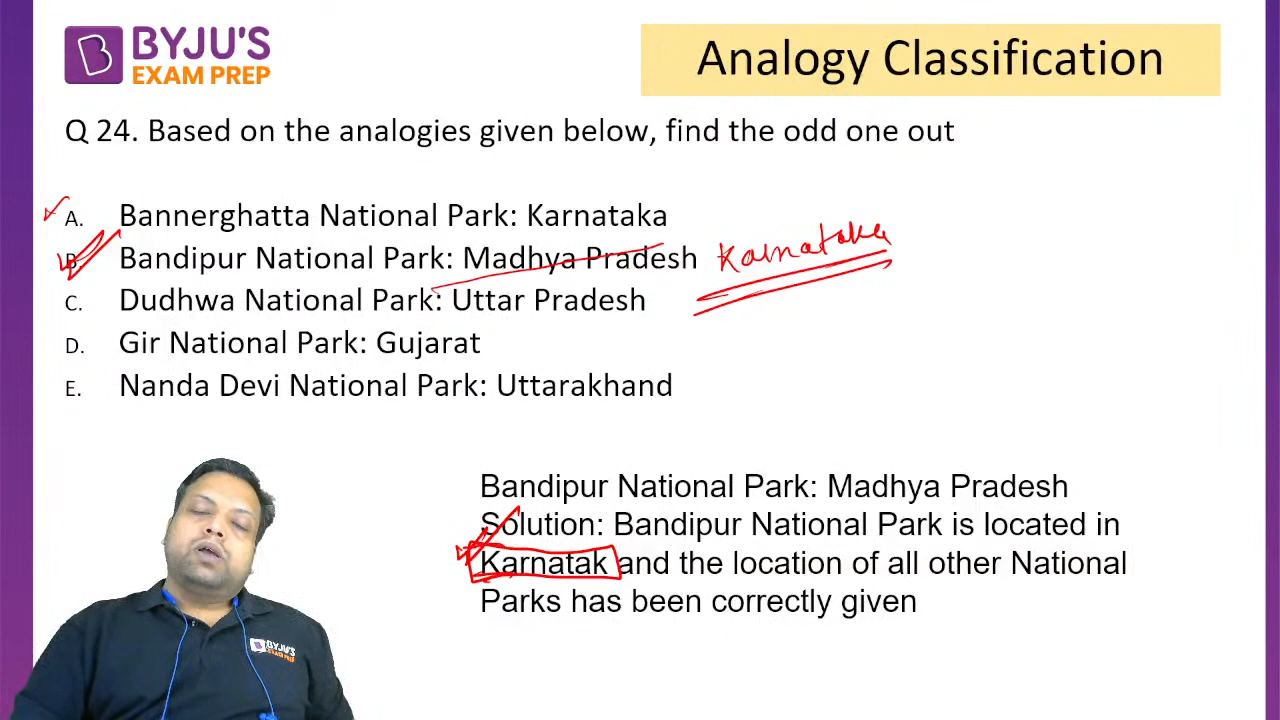 BYJU'S
EXAM PREP
Analogy Classification
Q 24. Based on the analogies given below, find the odd one out
A. Bannerghatta National Park: Karnataka
B. Bandipur National Park: Madhya Pradesh Karnataka
C. Dudhwa National Park: Uttar Pradesh
D. Gir National Park: Gujarat
E. Nanda Devi National Park: Uttarakhand
Bandipur National Park: Madhya Pradesh
Solution: Bandipur National Park is located in
Karnatak and the location of all other National
Parks has been correctly given
BYJU'S
EXAM PREP